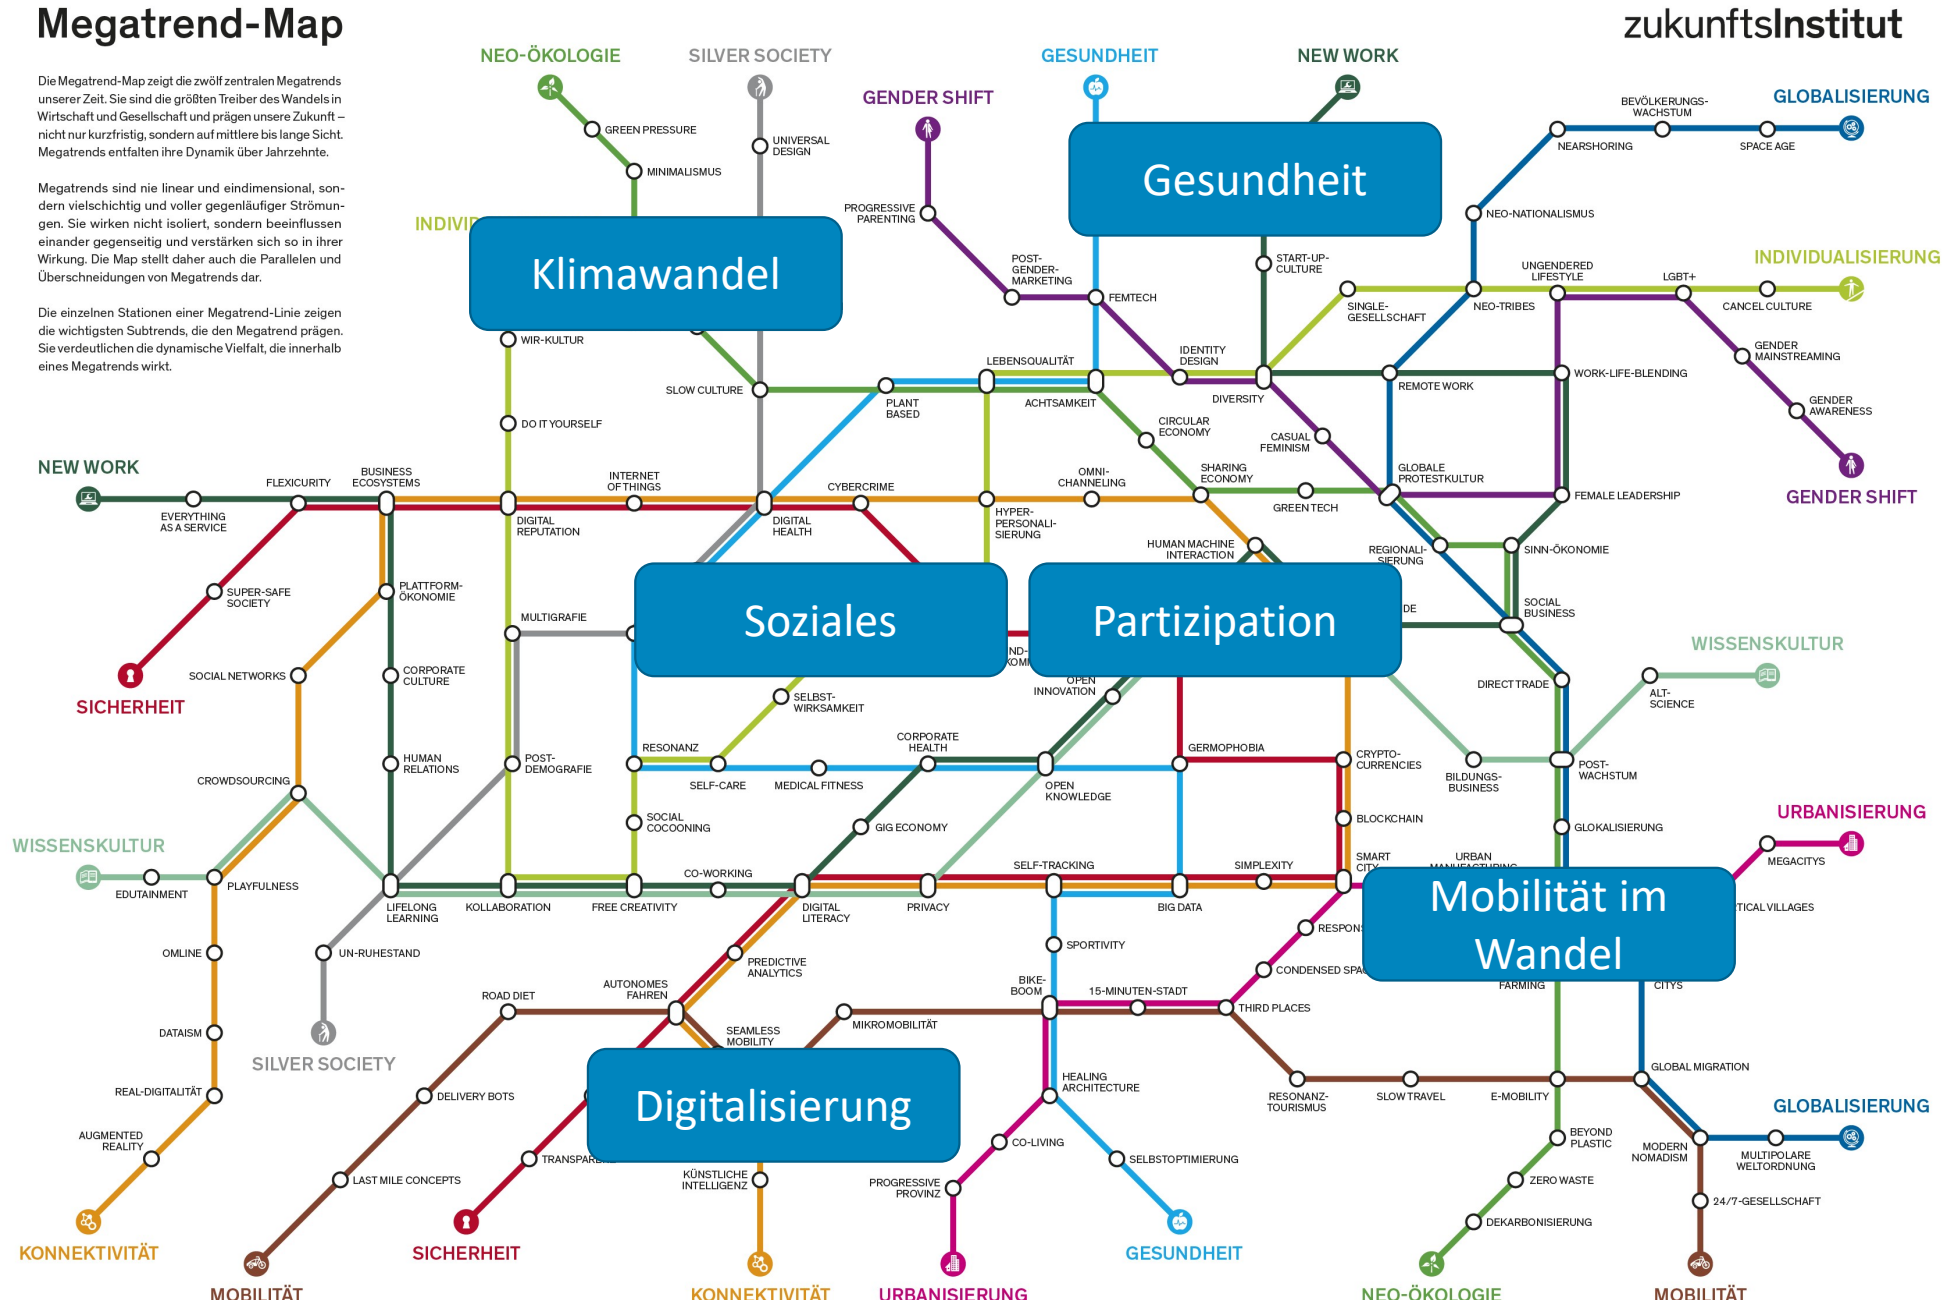 Megatrend-Map
zukunftsInstitut
Die Megatrend-Map zeigt die zwölf zentralen Megatrends
unserer Zeit. Sie sind die größten Treiber des Wandels in
Wirtschaft und Gesellschaft und prägen unsere Zukunft –
nicht nur kurzfristig, sondern auf mittlere bis lange Sicht.
Megatrends entfalten ihre Dynamik über Jahrzehnte.
Megatrends sind nie linear und eindimensional, son-
dern vielschichtig und voller gegenläufiger Strömun-
gen. Sie wirken nicht isoliert, sondern beeinflussen
einander gegenseitig und verstärken sich so in ihrer
Wirkung. Die Map stellt daher auch die Parallelen und
Überschneidungen von Megatrends dar.
Die einzelnen Stationen einer Megatrend-Linie zeigen
die wichtigsten Subtrends, die den Megatrend prägen.
Sie verdeutlichen die dynamische Vielfalt, die innerhalb
eines Megatrends wirkt.
NEO-ÖKOLOGIE
SILVER SOCIETY
GENDER SHIFT
GESUNDHEIT
NEW WORK
GLOBALISIERUNG
GREEN PRESSURE
MINIMALISMUS
UNIVERSAL
DESIGN
PROGRESSIVE
PARENTING
BEVÖLKERUNGS-
WACHSTUM
NEARSHORING
SPACE AGE
Gesundheit
NEO-NATIONALISMUS
Klimawandel
POST-
GENDER-
MARKETING
FEMTECH
START-UP-
CULTURE
SINGLE-
GESELLSCHAFT
NEO-TRIBES
UNGENDERED
LIFESTYLE
LGBT+
CANCEL CULTURE
INDIVIDUALISIERUNG
WIR-KULTUR
SLOW CULTURE
PLANT
BASED
LEBENSQUALITÄT
ACHTSAMKEIT
IDENTITY
DESIGN
DIVERSITY
REMOTE WORK
WORK-LIFE-BLENDING
GENDER
MAINSTREAMING
GENDER
AWARENESS
GENDER SHIFT
DO IT YOURSELF
CIRCULAR
ECONOMY
CASUAL
FEMINISM
NEW WORK
EVERYTHING
AS A SERVICE
FLEXICURITY
BUSINESS
ECOSYSTEMS
DIGITAL
REPUTATION
INTERNET
OF THINGS
DIGITAL
HEALTH
CYBERCRIME
HYPER-
PERSONALI-
SIERUNG
OMNI-
CHANNELING
SHARING
ECONOMY
GREEN TECH
GLOBALE
PROTESTKULTUR
FEMALE LEADERSHIP
HUMAN MACHINE
INTERACTION
REGIONALI-
SIERUNG
SINN-ÖKONOMIE
SUPER-SAFE
SOCIETY
PLATTFORM-
ÖKONOMIE
MULTIGRAFIE
Soziales
Partizipation
SOCIAL
BUSINESS
SICHERHEIT
SOCIAL NETWORKS
CORPORATE
CULTURE
SELBST-
WIRKSAMKEIT
OPEN
INNOVATION
DIRECT TRADE
ALT-
SCIENCE
WISSENSKULTUR
CROWDSOURCING
HUMAN
RELATIONS
POST-
DEMOGRAFIE
RESONANZ
SELF-CARE
MEDICAL FITNESS
CORPORATE
HEALTH
OPEN
KNOWLEDGE
GERMOPHOBIA
CRYPTO-
CURRENCIES
BILDUNGS-
BUSINESS
POST-
WACHSTUM
SOCIAL
COCOONING
GIG ECONOMY
BLOCKCHAIN
GLOKALISIERUNG
URBANISIERUNG
MEGACITYS
WISSENSKULTUR
EDUTAINMENT
PLAYFULNESS
LIFELONG
LEARNING
KOLLABORATION
FREE CREATIVITY
CO-WORKING
DIGITAL
LITERACY
PRIVACY
SELF-TRACKING
BIG DATA
SIMPLEXITY
SMART
CITY
URBAN
Mobilität im
Wandel
VILLAGES
FARMING
CITYS
OMLINE
UN-RUHESTAND
PREDICTIVE
ANALYTICS
SPORTIVITY
CONDENSED
DATAISM
SILVER SOCIETY
ROAD DIET
AUTONOMES
FAHREN
SEAMLESS
MOBILITY
MIKROMOBILITÄT
BIKE-
BOOM
15-MINUTEN-STADT
THIRD PLACES
REAL-DIGITALITÄT
DELIVERY BOTS
Digitalisierung
HEALING
ARCHITECTURE
RESONANZ-
TOURISMUS
SLOW TRAVEL
E-MOBILITY
GLOBAL MIGRATION
GLOBALISIERUNG
AUGMENTED
REALITY
LAST MILE CONCEPTS
KÜNSTLICHE
INTELLIGENZ
CO-LIVING
PROGRESSIVE
PROVINZ
SELBSTOPTIMIERUNG
BEYOND
PLASTIC
MODERN
NOMADISM
MULTIPOLARE
WELTORDNUNG
ZERO WASTE
24/7-GESELLSCHAFT
DEKARBONISIERUNG
KONNEKTIVITÄT
MOBILITÄT
SICHERHEIT
KONNEKTIVITÄT
URBANISIERUNG
GESUNDHEIT
NEO-ÖKOLOGIE
MOBILITÄT